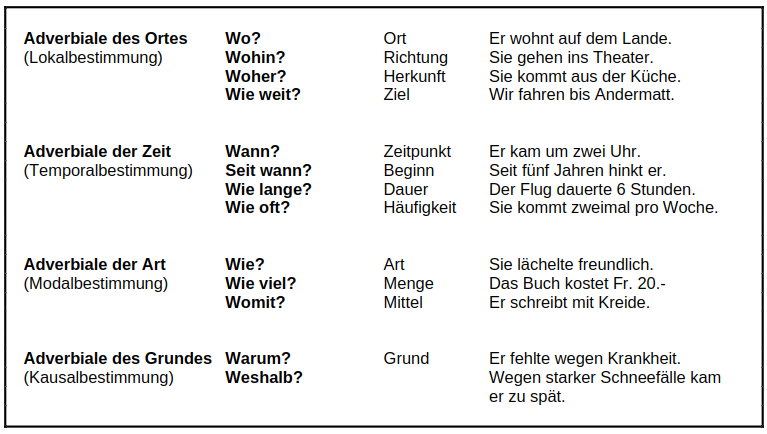 Adverbiale des Ortes Wo? Ort Er wohnt auf dem Lande.
(Lokalbestimmung) Wohin? Richtung Sie gehen ins Theater.
Woher? Herkunft Sie kommt aus der Küche.
Wie weit? Ziel Wir fahren bis Andermatt.
Adverbiale der Zeit Wann? Zeitpunkt Er kam um zwei Uhr.
(Temporalbestimmung) Seit wann? Beginn Seit fünf Jahren hinkt er.
Wie lange? Dauer Der Flug dauerte 6 Stunden.
Wie oft? Häufigkeit Sie kommt zweimal pro Woche.
Adverbiale der Art Wie? Art Sie lächelte freundlich.
(Modalbestimmung) Wie viel? Menge Das Buch kostet Fr. 20.-
Womit? Mittel Er schreibt mit Kreide.
Adverbiale des Grundes Warum? Grund Er fehlte wegen Krankheit.
(Kausalbestimmung) Weshalb? Wegen starker Schneefälle kam
er zu spät.